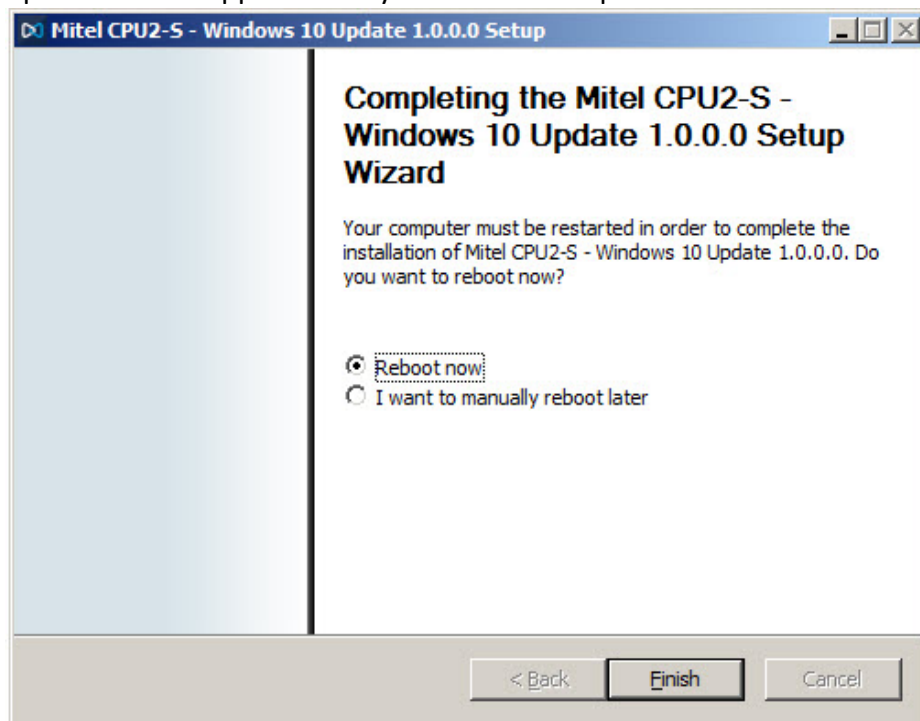 Mitel CPU2-S - Windows 10 Update 1.0.0.0 Setup
Completing the Mitel CPU2-S -
Windows 10 Update 1.0.0.0 Setup
Wizard
Your computer must be restarted in order to complete the
installation of Mitel CPU2-S - Windows 10 Update 1.0.0.0. Do
you want to reboot now?
Reboot now
I want to manually reboot later
< Back
Finish
Cancel